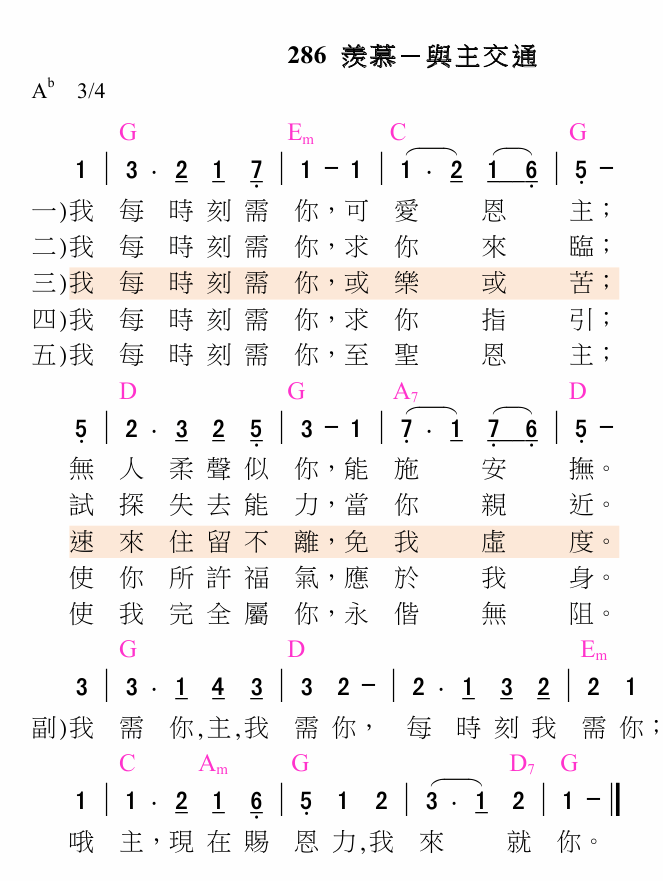 286 羨慕－與主交通
A♭ 3/4
G Em C G
1 | 3 · 2 1 7 | 1 - 1 | 1 · 2 1 6 | 5 -
一)我 每 時 刻 需 你，可 愛 恩 主；
二)我 每 時 刻 需 你，求 你 來 臨；
三)我 每 時 刻 需 你，或 樂 或 苦；
四)我 每 時 刻 需 你，求 你 指 引；
五)我 每 時 刻 需 你，至 聖 恩 主；
D G A7 D
5 | 2 · 3 2 5 | 3 - 1 | 7 · 1 7 6 | 5 -
無 人 柔 聲 似 你，能 施 安 撫。
試 探 失 去 能 力，當 你 親 近。
速 來 住 留 不 離，免 我 虛 度。
使 你 所 許 福 氣，應 於 我 身。
使 我 完 全 屬 你，永 偕 無 阻。
G D Em
3 | 3 · 1 4 3 | 3 2 - | 2 · 1 3 2 | 2 1
副)我 需 你,主,我 需 你， 每 時 刻 我 需 你；
C Am G D7 G
1 | 1 · 2 1 6 | 5 1 2 | 3 · 1 2 | 1 - ‖
哦 主，現 在 賜 恩 力,我 來 就 你。